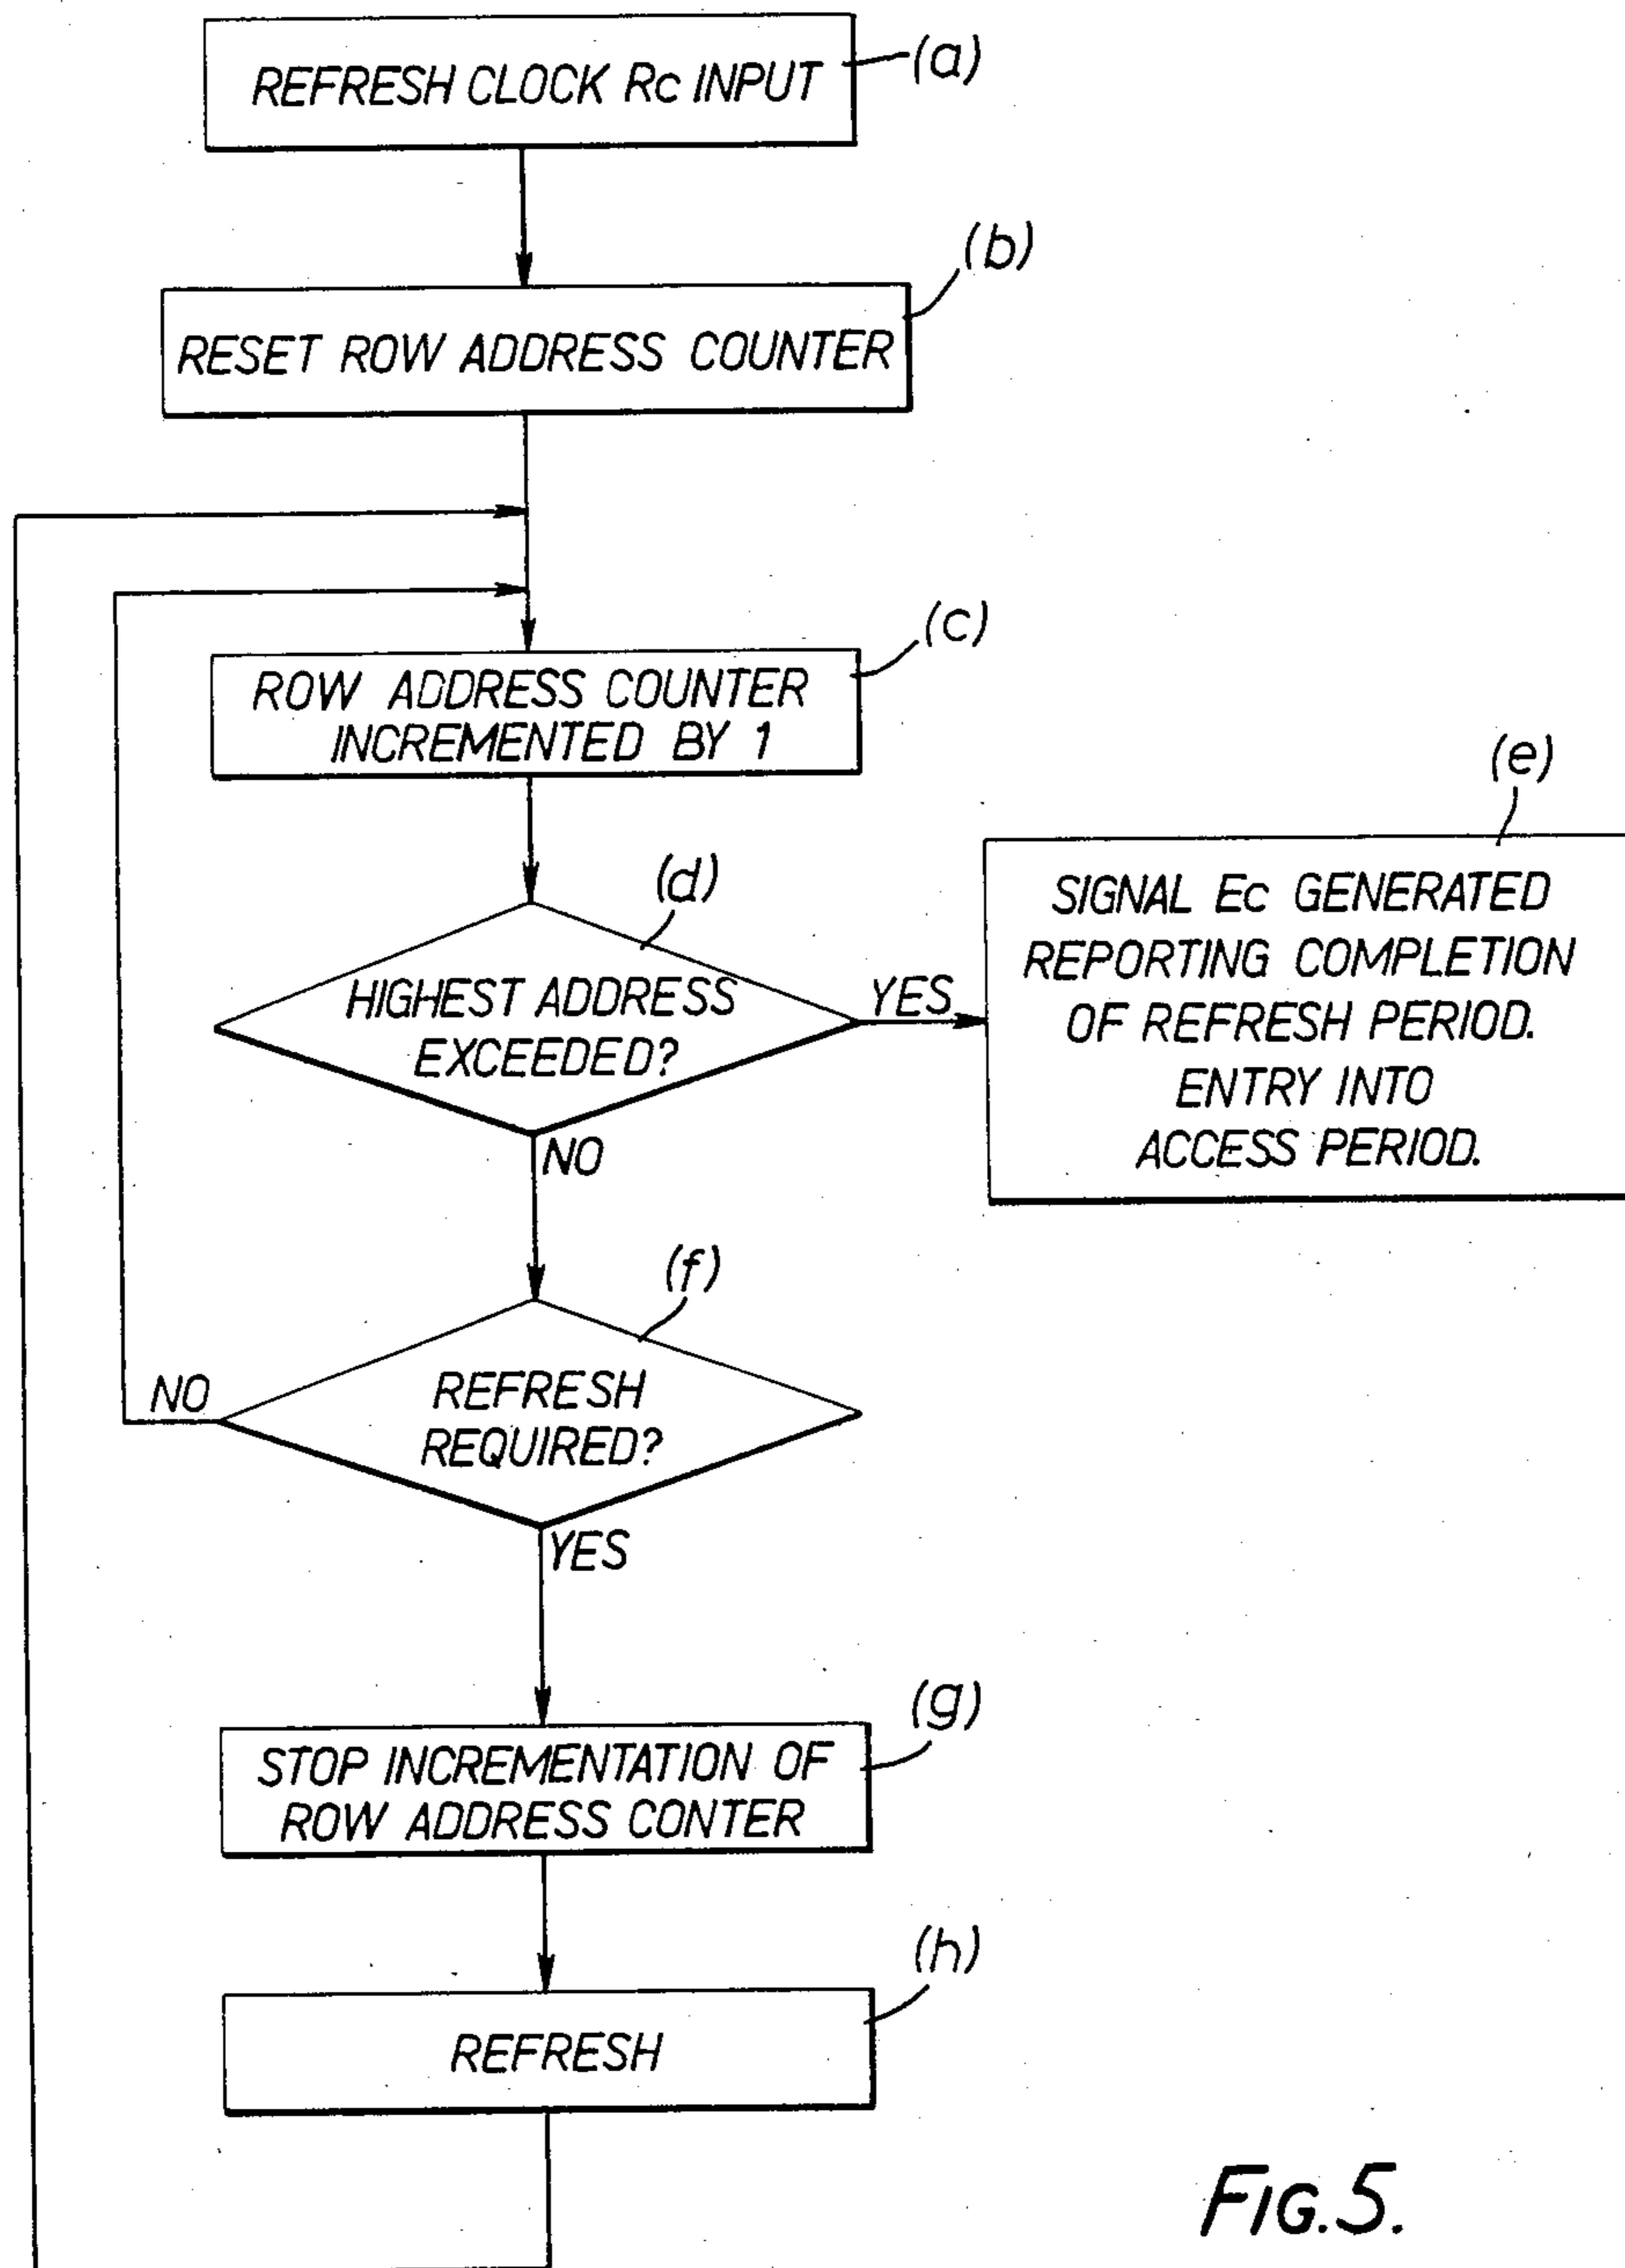 REFRESH CLOCK Rc INPUT
(a)
(b)
RESET ROW ADDRESS COUNTER
(c)
ROW ADDRESS COUNTER
INCREMENTED BY 1
(d)
HIGHEST ADDRESS
EXCEEDED?
YES
(e)
SIGNAL Ec GENERATED
REPORTING COMPLETION
OF REFRESH PERIOD.
ENTRY INTO
ACCESS PERIOD.
NO
(f)
REFRESH
REQUIRED?
NO
YES
(g)
STOP INCREMENTATION OF
ROW ADDRESS CONTER
(h)
REFRESH
FIG.5.